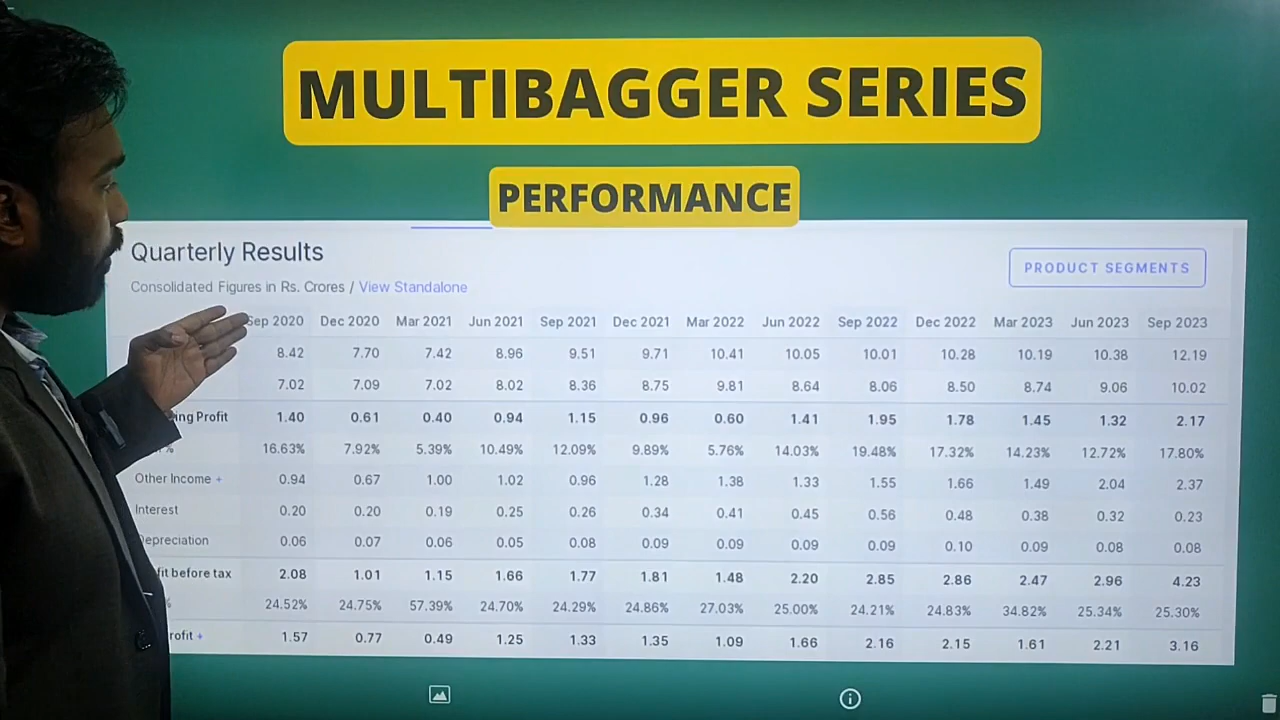 MULTIBAGGER SERIES
PERFORMANCE
Quarterly Results
PRODUCT SEGMENTS
Consolidated Figures in Rs. Crores / View Standalone
Sep 2020 Dec 2020 Mar 2021 Jun 2021 Sep 2021 Dec 2021 Mar 2022 Jun 2022 Sep 2022 Dec 2022 Mar 2023 Jun 2023 Sep 2023
8.42 7.70 7.42 8.96 9.51 9.71 10.41 10.05 10.01 10.28 10.19 10.38 12.19
7.02 7.09 7.02 8.02 8.36 8.75 9.81 8.64 8.06 8.50 8.74 9.06 10.02
ing Profit 1.40 0.61 0.40 0.94 1.15 0.96 0.60 1.41 1.95 1.78 1.45 1.32 2.17
% 16.63% 7.92% 5.39% 10.49% 12.09% 9.89% 5.76% 14.03% 19.48% 17.32% 14.23% 12.72% 17.80%
Other Income + 0.94 0.67 1.00 1.02 0.96 1.28 1.38 1.33 1.55 1.66 1.49 2.04 2.37
Interest 0.20 0.20 0.19 0.25 0.26 0.34 0.41 0.45 0.56 0.48 0.38 0.32 0.23
Depreciation 0.06 0.07 0.06 0.05 0.08 0.09 0.09 0.09 0.09 0.10 0.09 0.08 0.08
fit before tax 2.08 1.01 1.15 1.66 1.77 1.81 1.48 2.20 2.85 2.86 2.47 2.96 4.23
% 24.52% 24.75% 57.39% 24.70% 24.29% 24.86% 27.03% 25.00% 24.21% 24.83% 34.82% 25.34% 25.30%
rofit + 1.57 0.77 0.49 1.25 1.33 1.35 1.09 1.66 2.16 2.15 1.61 2.21 3.16